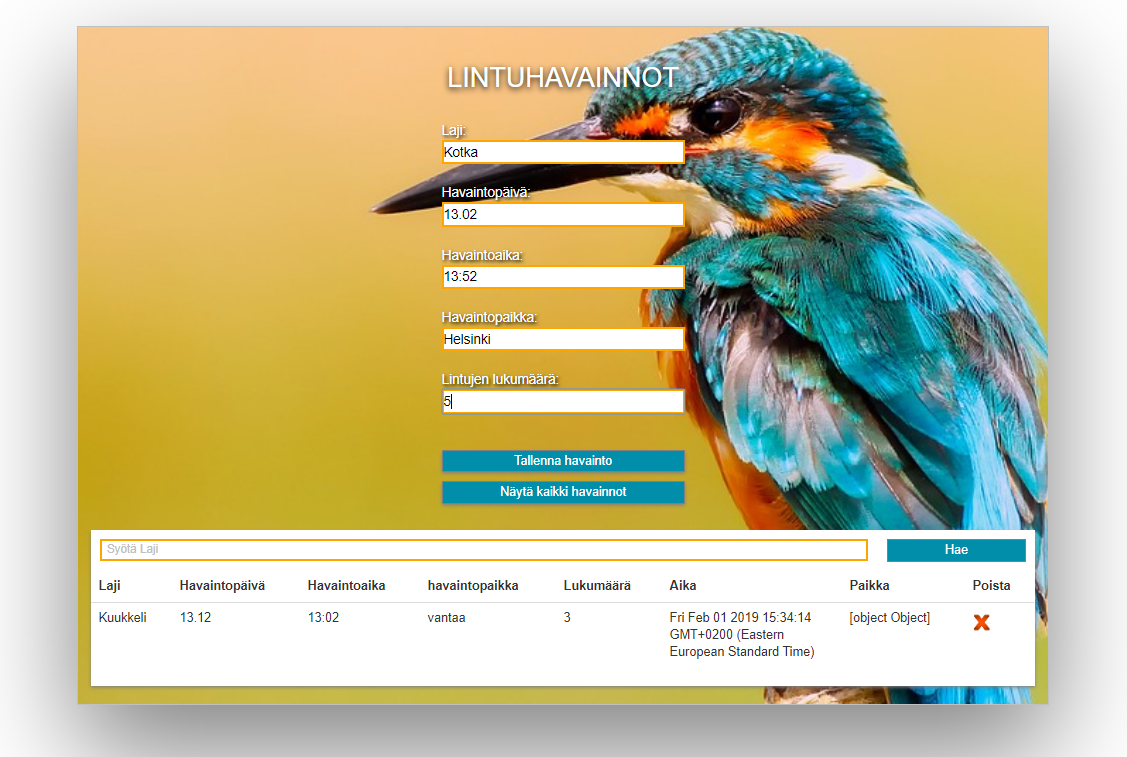 LINTUHAVAINNOT
Laji:
Kotka
Havaintopäivä:
13.02
Havaintoaika:
13:52
Havaintopaikka:
Helsinki
Lintujen lukumäärä:
5
Tallenna havainto
Näytä kaikki havainnot
Syötä Laji
Hae
Laji Havaintopäivä Havaintoaika havaintopaikka Lukumäärä Aika Paikka Poista
Kuukkeli 13.12 13:02 vantaa 3 Fri Feb 01 2019 15:34:14 [object Object] X
GMT+0200 (Eastern
European Standard Time)